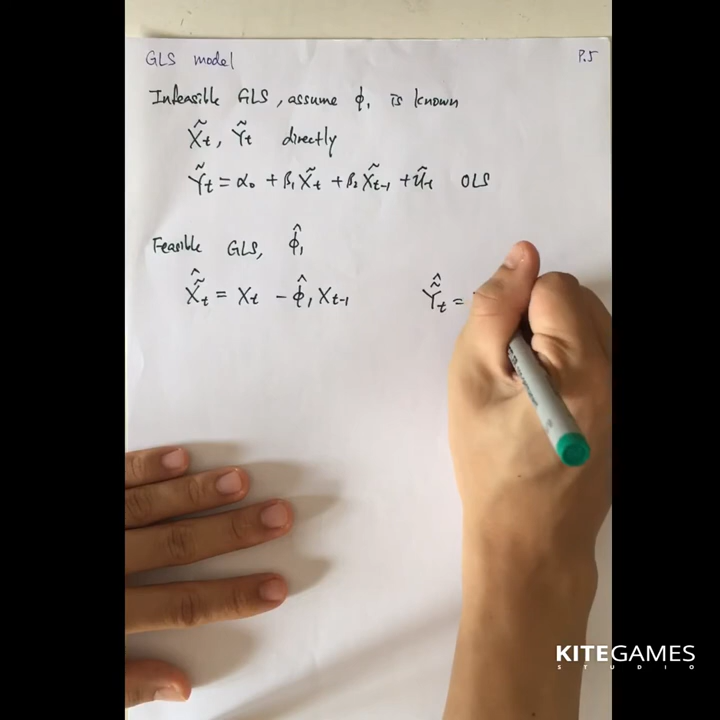 GLS model P.5
Infeasible GLS, assume ϕ₁ is known
X̃t, Ỹt directly
Ỹt = α₀ + β₁X̃t + β₂X̃t-1 + ũt OLS
Feasible GLS, ϕ̂₁
X̃̂t = Xt - ϕ̂₁Xt-1 Ỹ̂t =
KITEGAMES
STUDIO